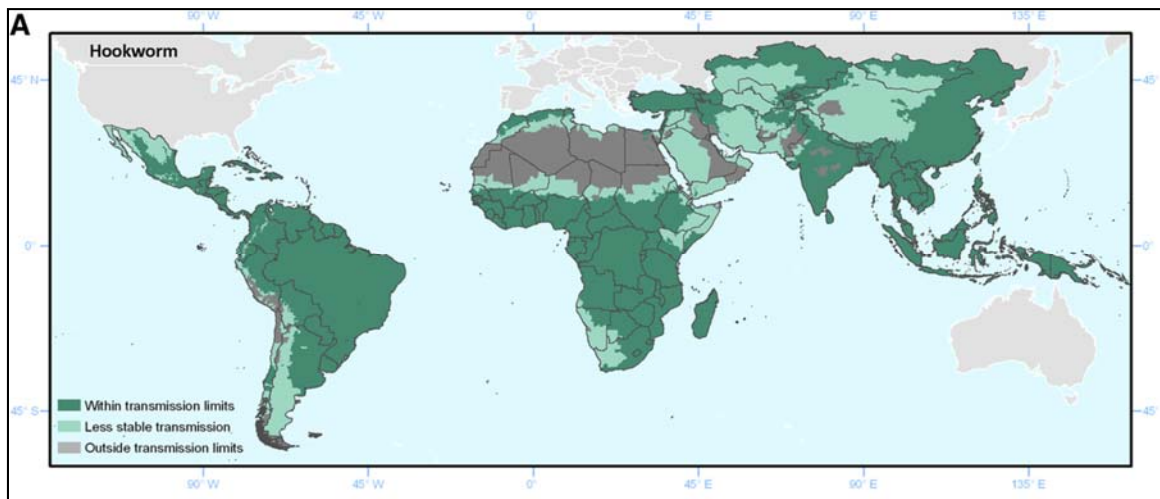 A
90° W
45° W
0°
45° E
90° E
135° E
Hookworm
45° N
45°
0°
0°
45° S
45°
Within transmission limits
Less stable transmission
Outside transmission limits
90° W
45° W
0°
45° E
90° E
135° E